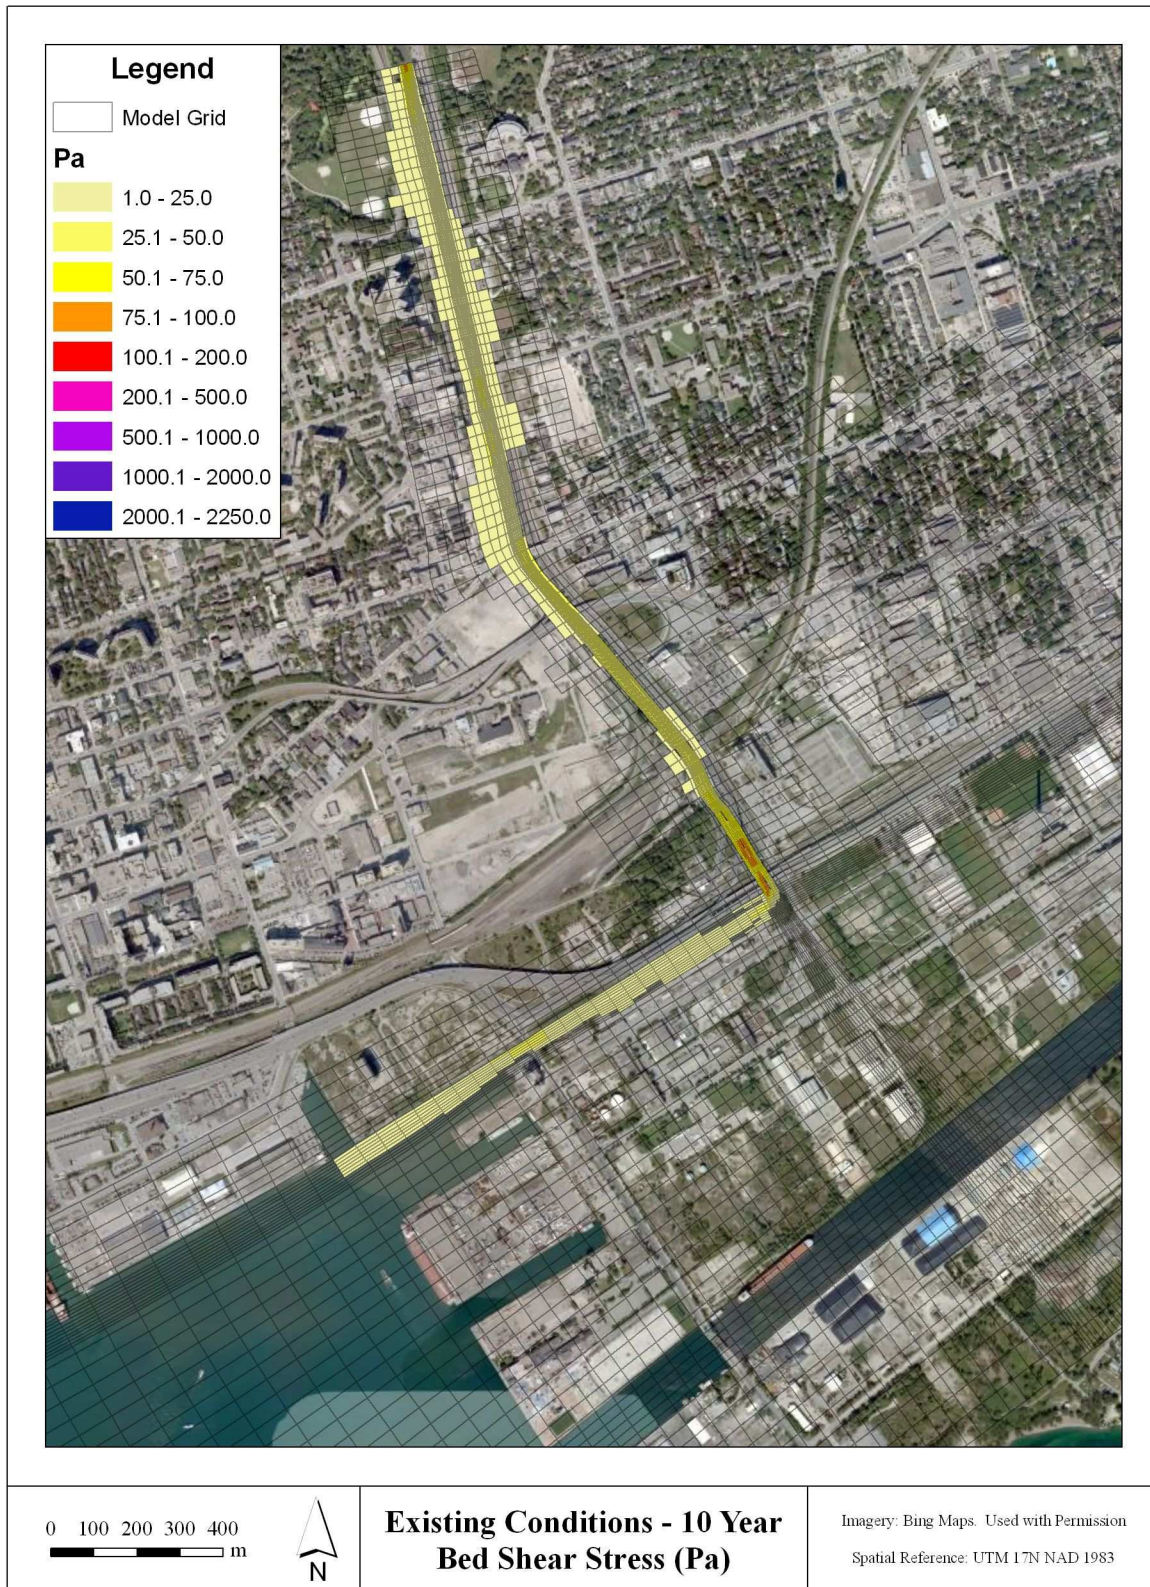 Legend
Model Grid
Pa
1.0 - 25.0
25.1 - 50.0
50.1 - 75.0
75.1 - 100.0
100.1 - 200.0
200.1 - 500.0
500.1 - 1000.0
1000.1 - 2000.0
2000.1 - 2250.0
0 100 200 300 400
m
N
Existing Conditions - 10 Year
Bed Shear Stress (Pa)
Imagery: Bing Maps. Used with Permission
Spatial Reference: UTM 17N NAD 1983